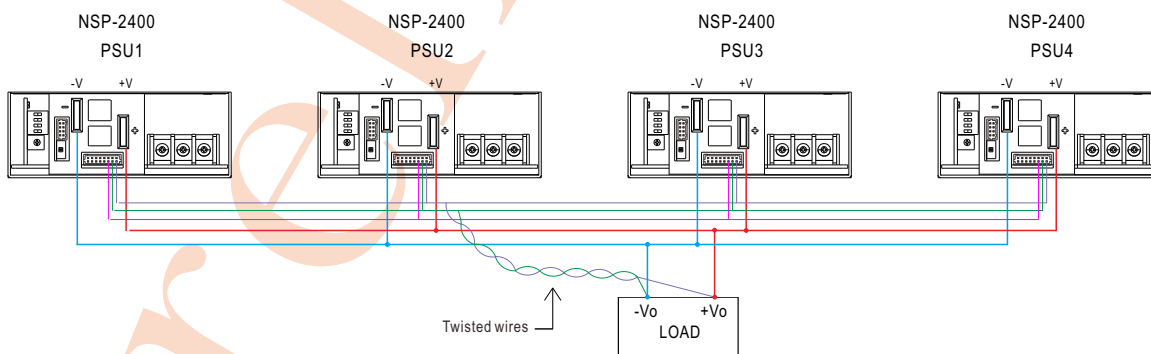 NSP-2400 NSP-2400 NSP-2400 NSP-2400
PSU1 PSU2 PSU3 PSU4
-V +V -V +V -V +V -V +V
- + - + - + - +
-Vo +Vo
Twisted wires
LOAD